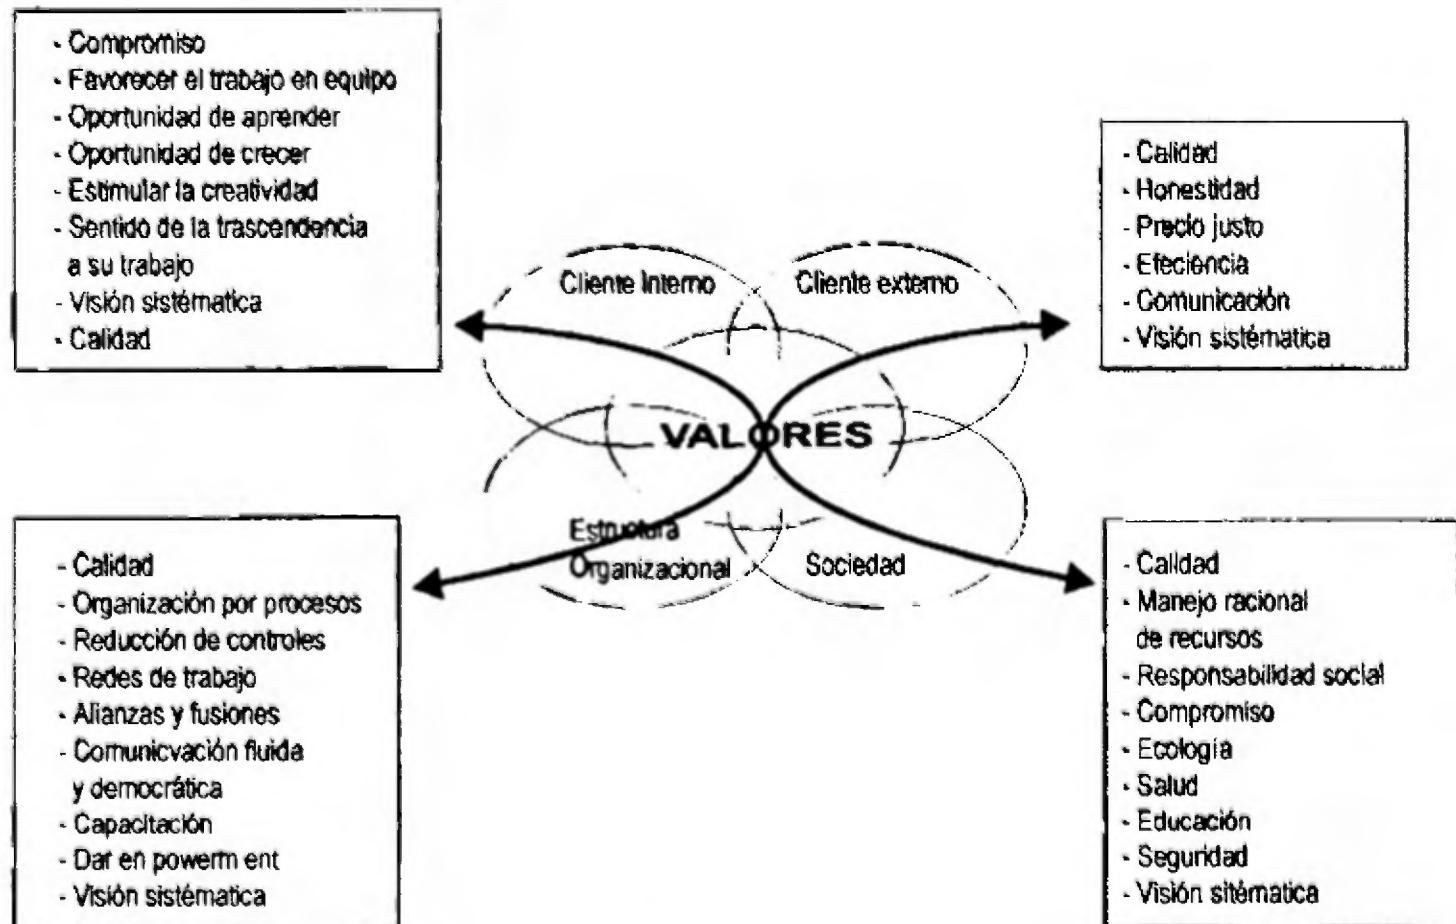 - Compromiso
- Favorecer el trabajo en equipo
- Oportunidad de aprender
- Oportunidad de crecer
- Estimular la creatividad
- Sentido de la trascendencia
a su trabajo
- Visión sistématica
- Calidad
- Calidad
- Honestidad
- Precio justo
- Efeciencia
- Comunicación
- Visión sistématica
Cliente Interno
Cliente externo
VALORES
Estructura
Organizacional
Sociedad
- Calidad
- Organización por procesos
- Reducción de controles
- Redes de trabajo
- Alianzas y fusiones
- Comunicvación fluida
y democrática
- Capacitación
- Dar en powerm ent
- Visión sistématica
- Calidad
- Manejo racional
de recursos
- Responsabilidad social
- Compromiso
- Ecología
- Salud
- Educación
- Seguridad
- Visión sitématica